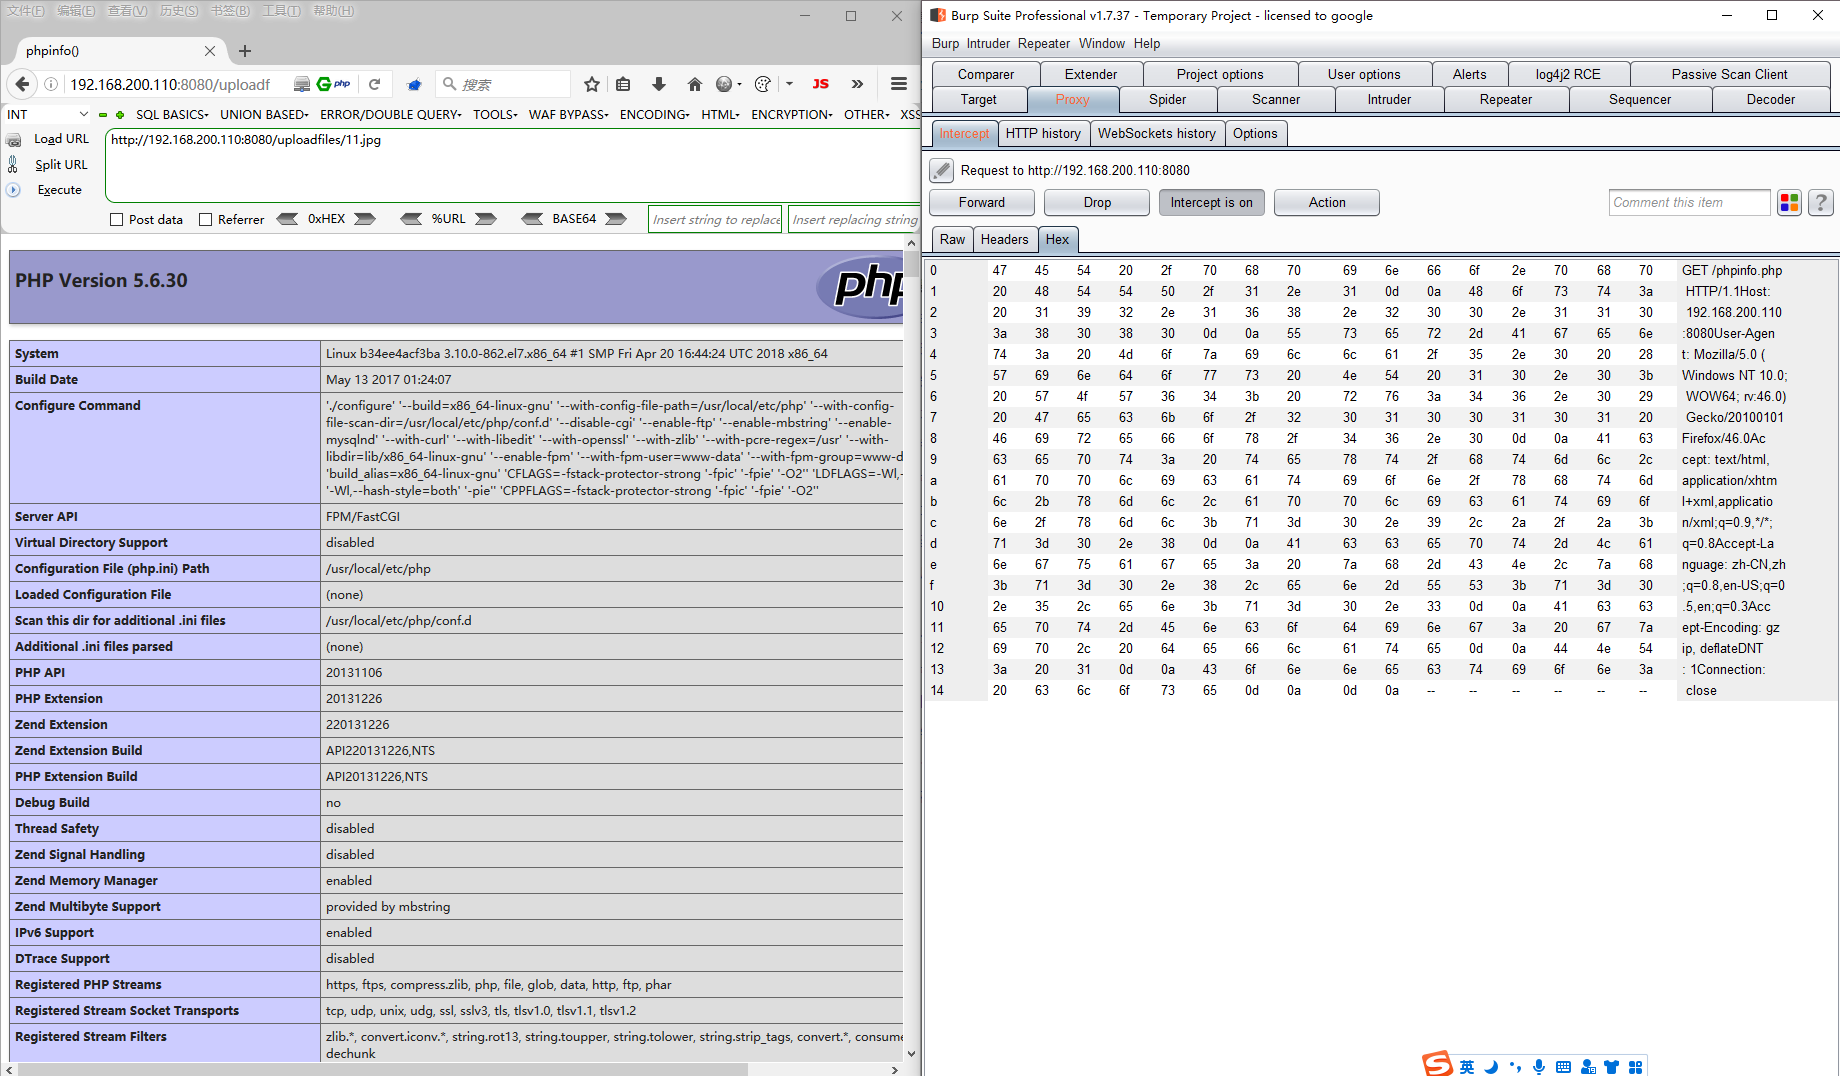 文件(F) 编辑(E) 查看(V) 历史(S) 书签(B) 工具(T) 帮助(H)
phpinfo()
192.168.200.110:8080/uploadf
php
搜索
JS
INT SQL BASICS UNION BASED ERROR/DOUBLE QUERY TOOLS WAF BYPASS ENCODING HTML ENCRYPTION OTHER XSS
Load URL
http://192.168.200.110:8080/uploadfiles/11.jpg
Split URL
Execute
Post data Referrer 0xHEX %URL BASE64 Insert string to replace Insert replacing string
PHP Version 5.6.30
php
System Linux b34ee4acf3ba 3.10.0-862.el7.x86_64 #1 SMP Fri Apr 20 16:44:24 UTC 2018 x86_64
Build Date May 13 2017 01:24:07
Configure Command './configure' '--build=x86_64-linux-gnu' '--with-config-file-path=/usr/local/etc/php' '--with-config-
file-scan-dir=/usr/local/etc/php/conf.d' '--disable-cgi' '--enable-ftp' '--enable-mbstring' '--enable-
mysqlnd' '--with-curl' '--with-libedit' '--with-openssl' '--with-zlib' '--with-pcre-regex=/usr' '--with-
libdir=lib/x86_64-linux-gnu' '--enable-fpm' '--with-fpm-user=www-data' '--with-fpm-group=www-d
'build_alias=x86_64-linux-gnu' 'CFLAGS=-fstack-protector-strong '-fpic' '-fpie' '-O2'' 'LDFLAGS=-Wl,-
'-Wl,--hash-style=both' '-pie'' 'CPPFLAGS=-fstack-protector-strong '-fpic' '-fpie' '-O2''
Server API FPM/FastCGI
Virtual Directory Support disabled
Configuration File (php.ini) Path /usr/local/etc/php
Loaded Configuration File (none)
Scan this dir for additional .ini files /usr/local/etc/php/conf.d
Additional .ini files parsed (none)
PHP API 20131106
PHP Extension 20131226
Zend Extension 220131226
Zend Extension Build API220131226,NTS
PHP Extension Build API20131226,NTS
Debug Build no
Thread Safety disabled
Zend Signal Handling disabled
Zend Memory Manager enabled
Zend Multibyte Support provided by mbstring
IPv6 Support enabled
DTrace Support disabled
Registered PHP Streams https, ftps, compress.zlib, php, file, glob, data, http, ftp, phar
Registered Stream Socket Transports tcp, udp, unix, udg, ssl, sslv3, tls, tlsv1.0, tlsv1.1, tlsv1.2
Registered Stream Filters zlib.*, convert.iconv.*, string.rot13, string.toupper, string.tolower, string.strip_tags, convert.*, consume
dechunk
Burp Suite Professional v1.7.37 - Temporary Project - licensed to google
Burp Intruder Repeater Window Help
Comparer Extender Project options User options Alerts log4j2 RCE Passive Scan Client
Target Proxy Spider Scanner Intruder Repeater Sequencer Decoder
Intercept HTTP history WebSockets history Options
Request to http://192.168.200.110:8080
Forward Drop Intercept is on Action Comment this item ?
Raw Headers Hex
0 47 45 54 20 2f 70 68 70 69 6e 66 6f 2e 70 68 70 GET /phpinfo.php
1 20 48 54 54 50 2f 31 2e 31 0d 0a 48 6f 73 74 3a HTTP/1.1Host:
2 20 31 39 32 2e 31 36 38 2e 32 30 30 2e 31 31 30 192.168.200.110
3 3a 38 30 38 30 0d 0a 55 73 65 72 2d 41 67 65 6e :8080User-Agen
4 74 3a 20 4d 6f 7a 69 6c 6c 61 2f 35 2e 30 20 28 t: Mozilla/5.0 (
5 57 69 6e 64 6f 77 73 20 4e 54 20 31 30 2e 30 3b Windows NT 10.0;
6 20 57 4f 57 36 34 3b 20 72 76 3a 34 36 2e 30 29 WOW64; rv:46.0)
7 20 47 65 63 6b 6f 2f 32 30 31 30 30 31 30 31 20 Gecko/20100101
8 46 69 72 65 66 6f 78 2f 34 36 2e 30 0d 0a 41 63 Firefox/46.0Ac
9 63 65 70 74 3a 20 74 65 78 74 2f 68 74 6d 6c 2c cept: text/html,
a 61 70 70 6c 69 63 61 74 69 6f 6e 2f 78 68 74 6d application/xhtm
b 6c 2b 78 6d 6c 2c 61 70 70 6c 69 63 61 74 69 6f l+xml,applicatio
c 6e 2f 78 6d 6c 3b 71 3d 30 2e 39 2c 2a 2f 2a 3b n/xml;q=0.9,*/*;
d 71 3d 30 2e 38 0d 0a 41 63 63 65 70 74 2d 4c 61 q=0.8Accept-La
e 6e 67 75 61 67 65 3a 20 7a 68 2d 43 4e 2c 7a 68 nguage: zh-CN,zh
f 3b 71 3d 30 2e 38 2c 65 6e 2d 55 53 3b 71 3d 30 ;q=0.8,en-US;q=0
10 2e 35 2c 65 6e 3b 71 3d 30 2e 33 0d 0a 41 63 63 .5,en;q=0.3Acc
11 65 70 74 2d 45 6e 63 6f 64 69 6e 67 3a 20 67 7a ept-Encoding: gz
12 69 70 2c 20 64 65 66 6c 61 74 65 0d 0a 44 4e 54 ip, deflateDNT
13 3a 20 31 0d 0a 43 6f 6e 6e 65 63 74 69 6f 6e 3a : 1Connection:
14 20 63 6c 6f 73 65 0d 0a 0d 0a -- -- -- -- -- -- close
英